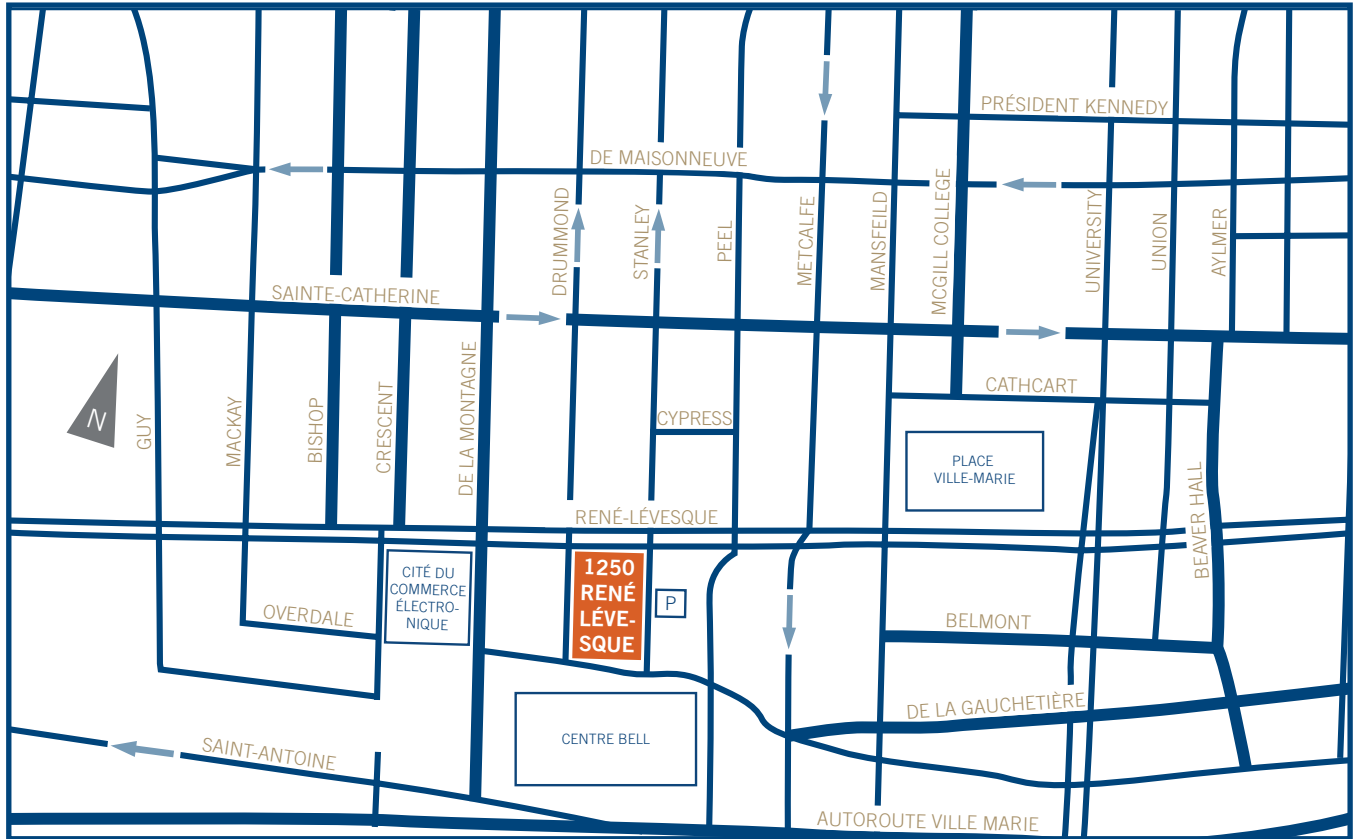 PRÉSIDENT KENNEDY
DE MAISONNEUVE
DRUMMOND
STANLEY
PEEL
METCALFE
MANSFEILD
MCGILL COLLEGE
UNIVERSITY
UNION
AYLMER
SAINTE-CATHERINE
N
GUY
MACKAY
BISHOP
CRESCENT
DE LA MONTAGNE
CYPRESS
CATHCART
PLACE
VILLE-MARIE
BEAVER HALL
RENÉ-LÉVESQUE
CITÉ DU
COMMERCE
ÉLECTRO-
NIQUE
1250
RENÉ
LÉVE-
SQUE
P
OVERDALE
BELMONT
DE LA GAUCHETIÈRE
CENTRE BELL
SAINT-ANTOINE
AUTOROUTE VILLE MARIE